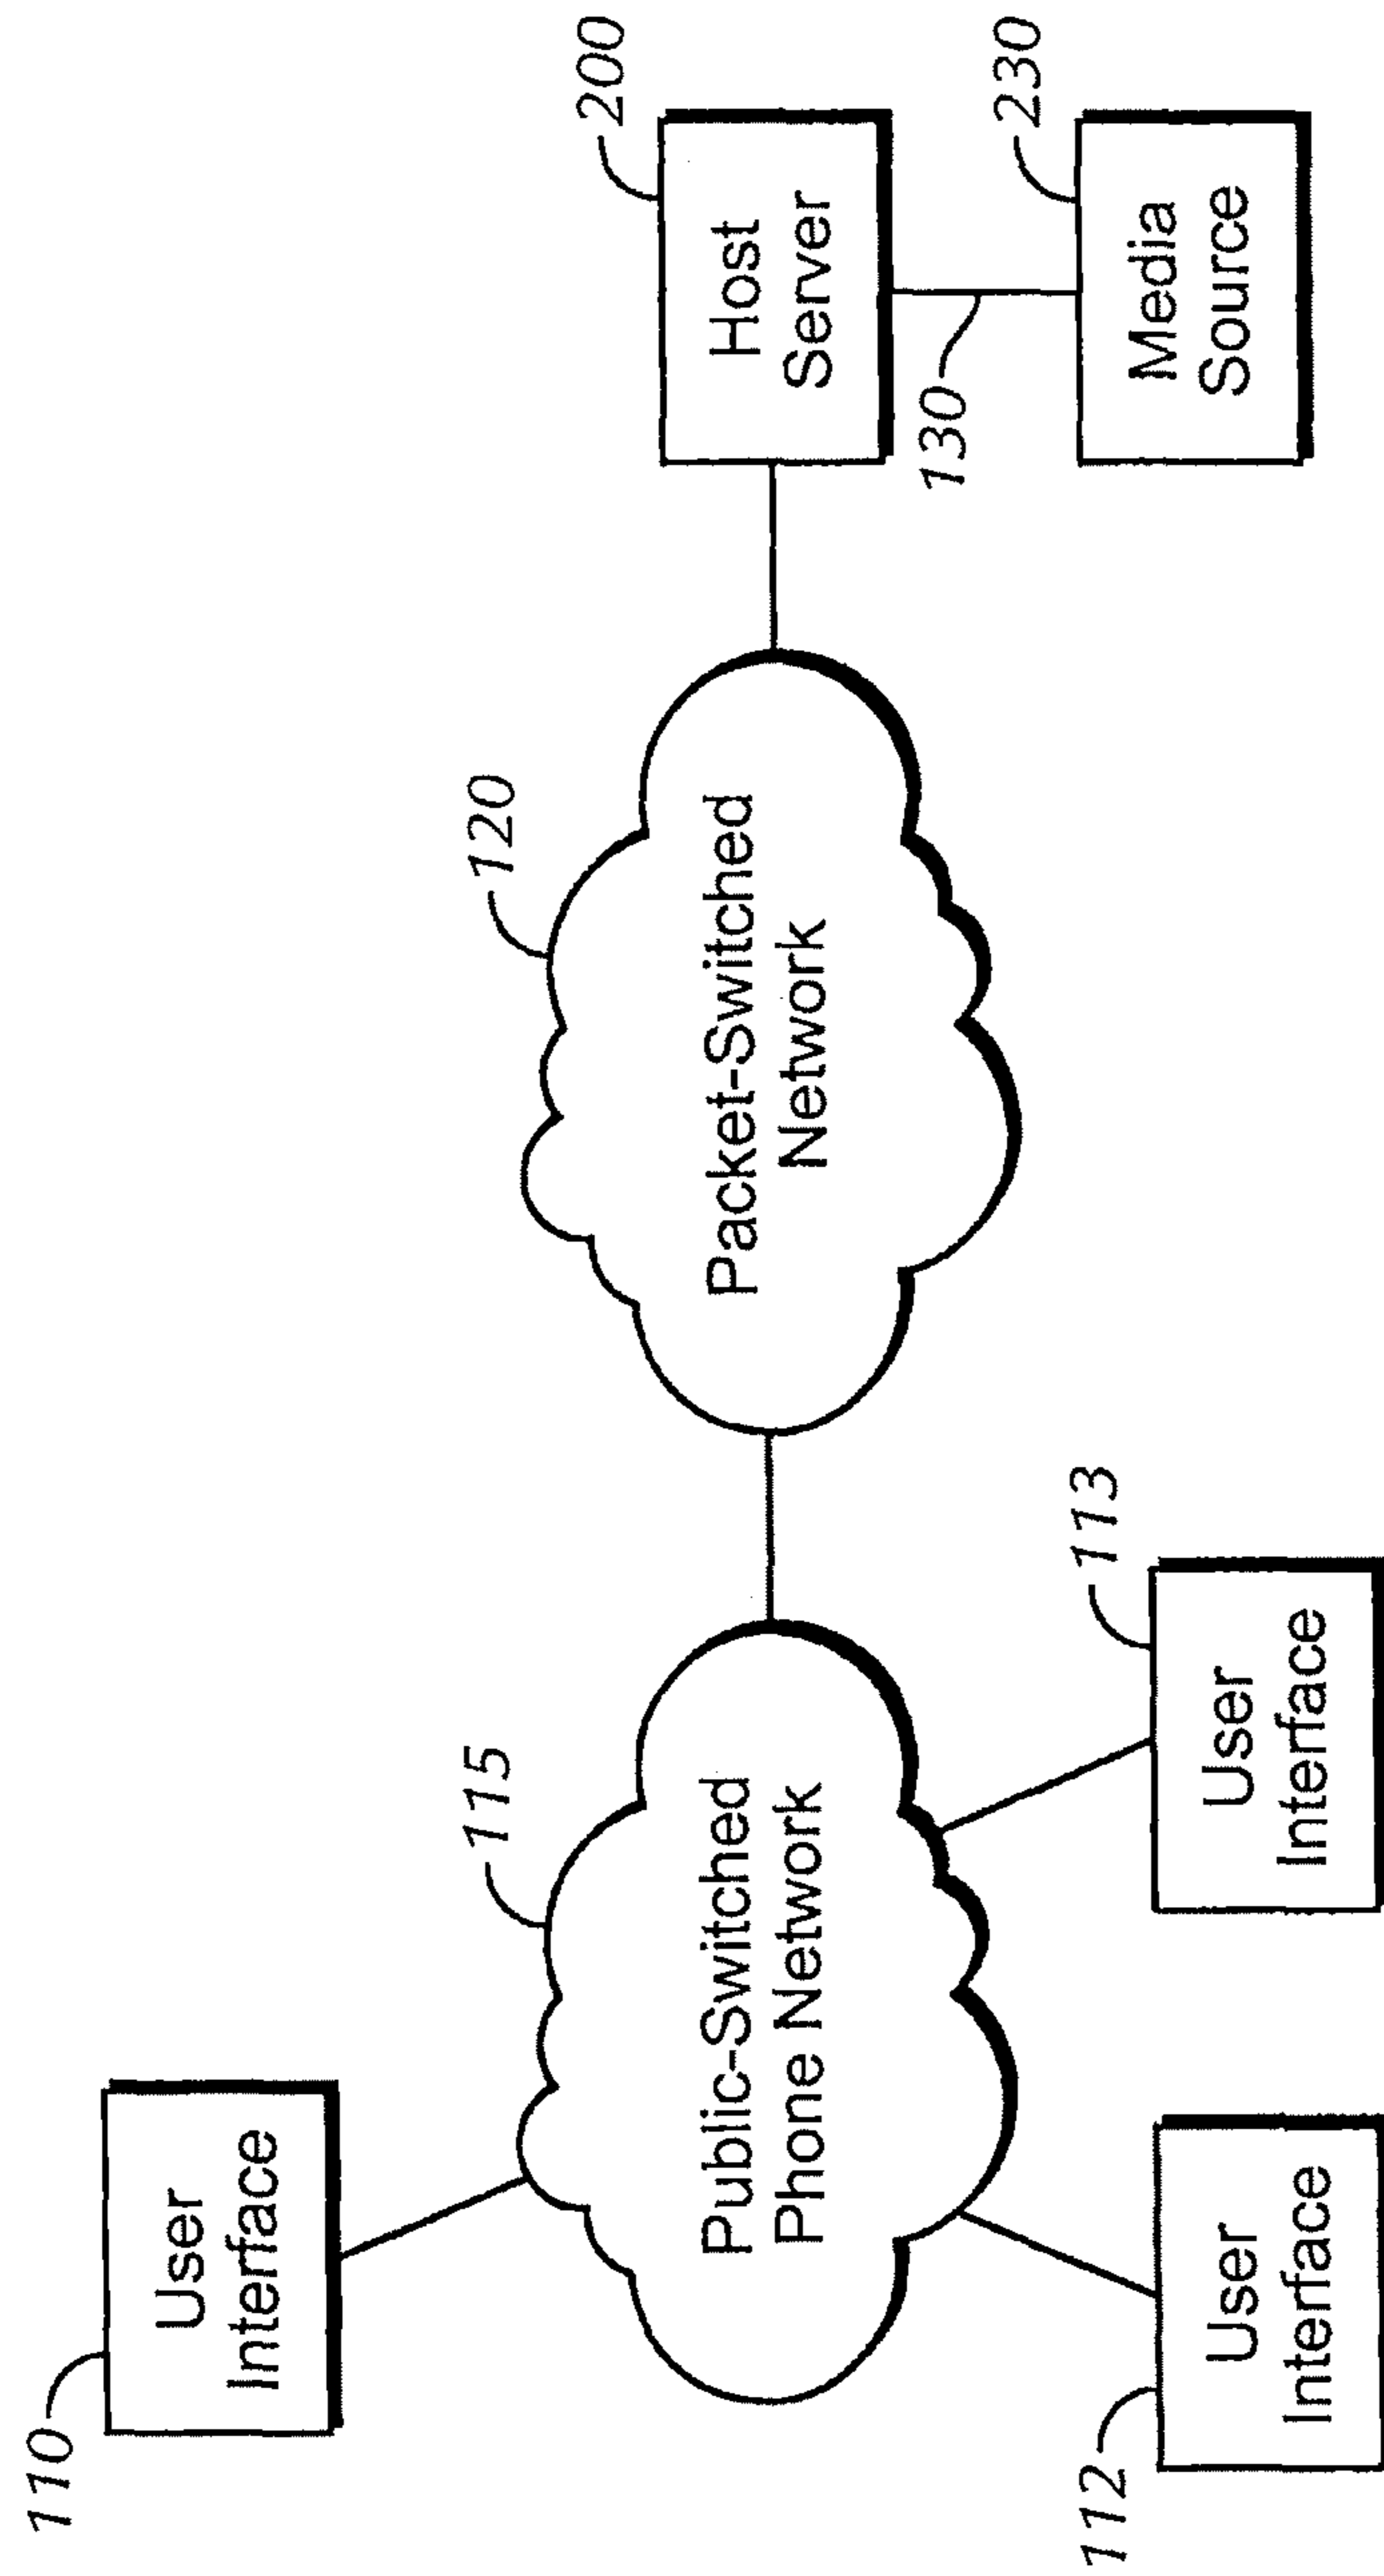 110
User
Interface
115
Public-Switched
Phone Network
112
User
Interface
113
User
Interface
120
Packet-Switched
Network
200
Host
Server
130
230
Media
Source